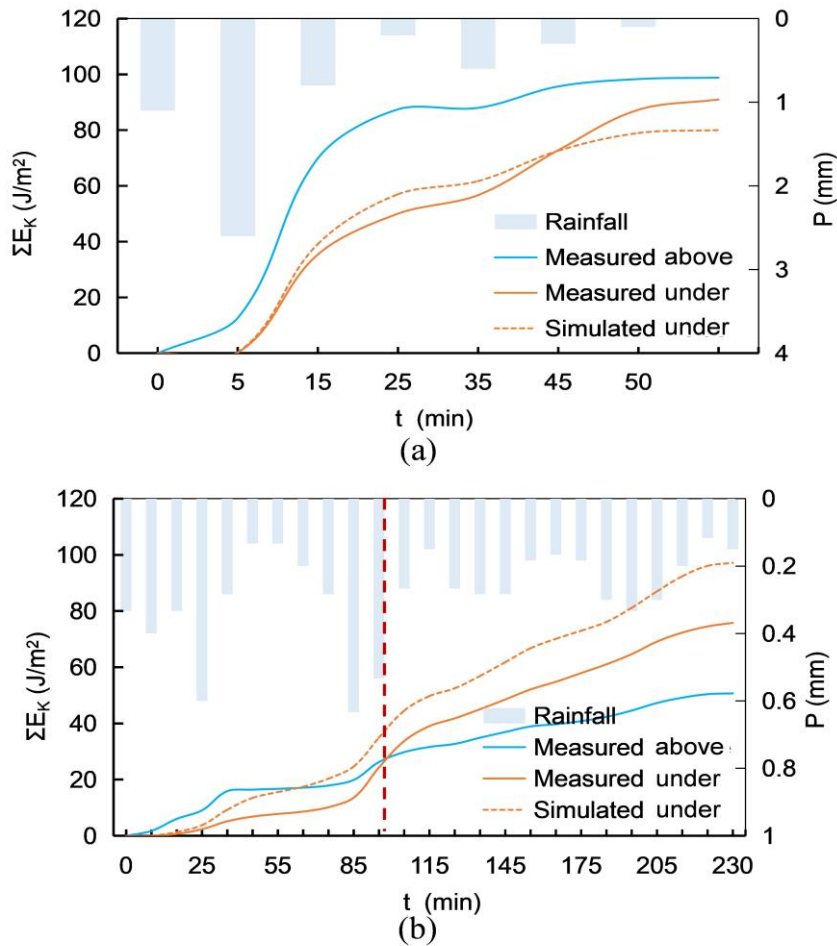 120
100
80
60
40
20
0
ΣEK (J/m²)
0
1
2
3
4
P (mm)
Rainfall
Measured above
Measured under
Simulated under
0 5 15 25 35 45 50
t (min)
(a)
120
100
80
60
40
20
0
ΣEK (J/m²)
0
0.2
0.4
0.6
0.8
1
P (mm)
Rainfall
Measured above
Measured under
Simulated under
0 25 55 85 115 145 175 205 230
t (min)
(b)